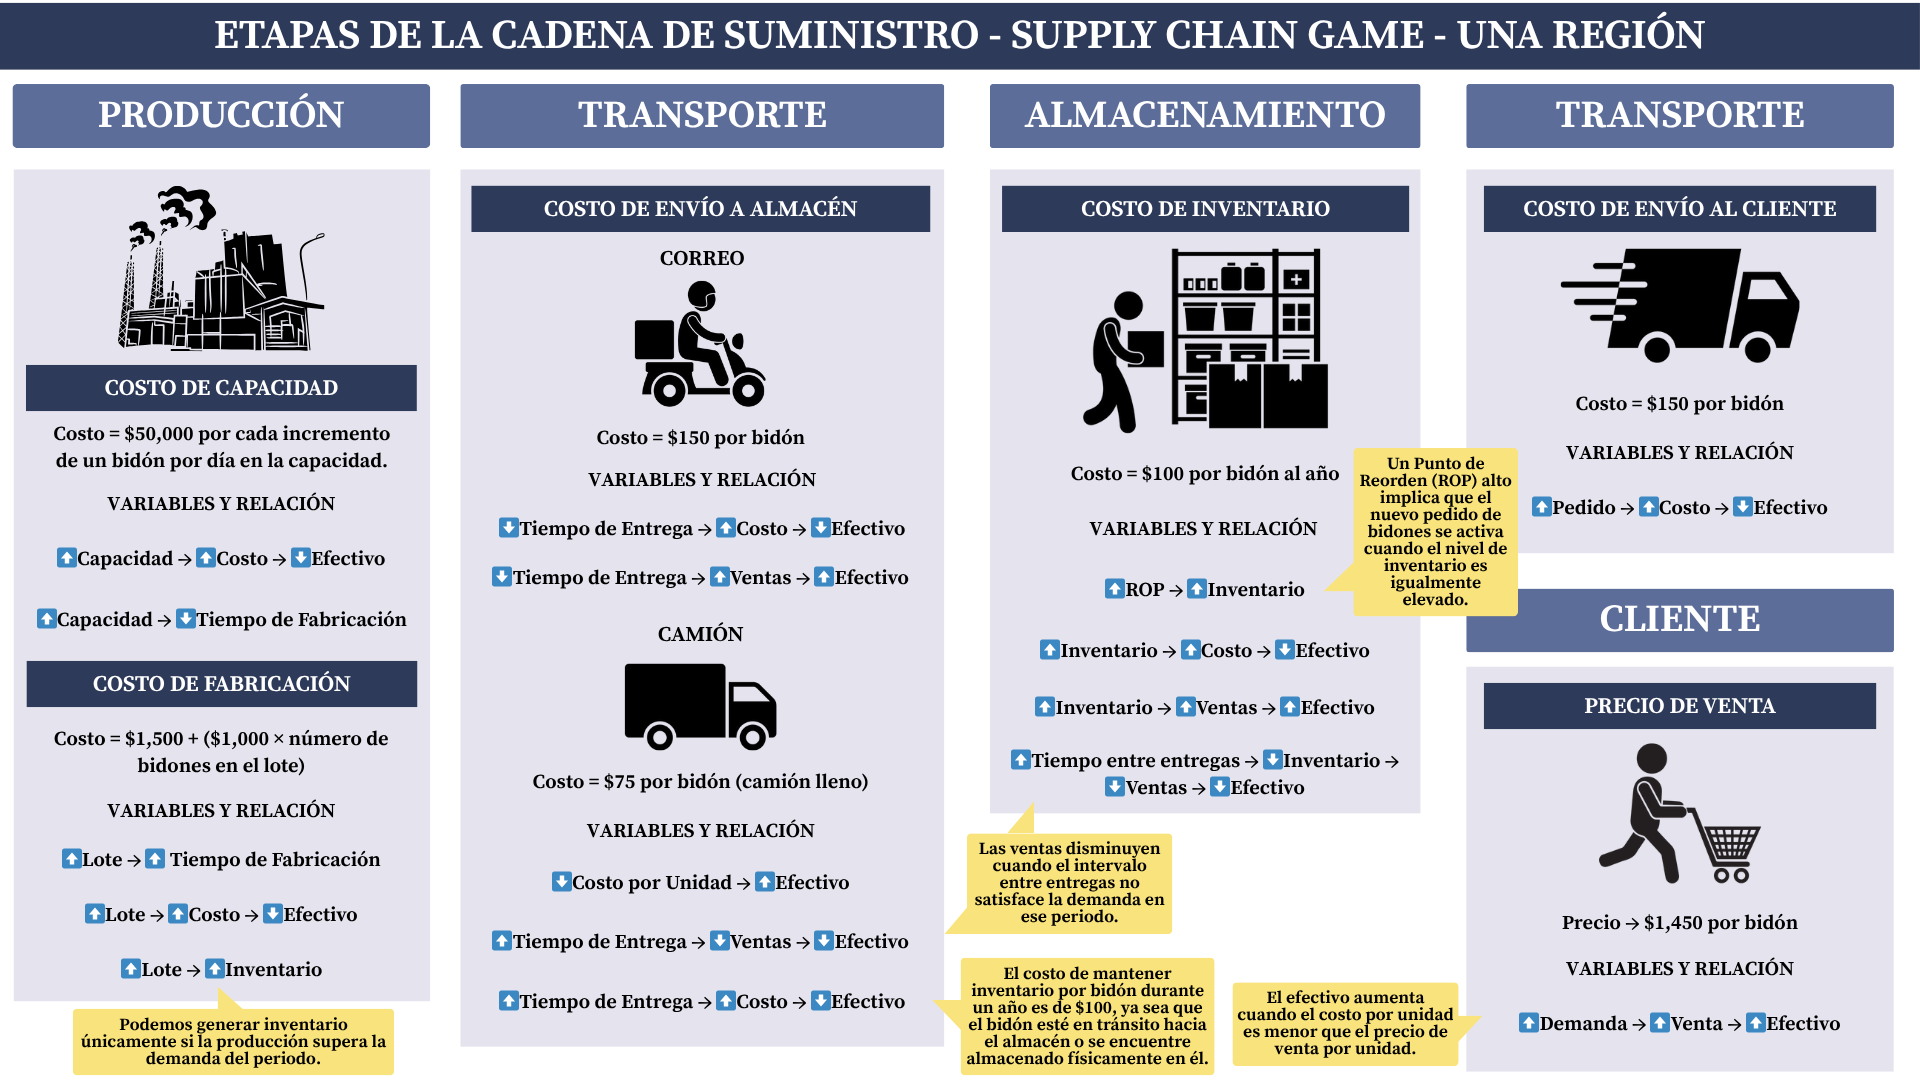 ETAPAS DE LA CADENA DE SUMINISTRO - SUPPLY CHAIN GAME - UNA REGIÓN
PRODUCCIÓN
COSTO DE CAPACIDAD
Costo = $50,000 por cada incremento
de un bidón por día en la capacidad.
VARIABLES Y RELACIÓN
⬆Capacidad → ⬆Costo → ⬇Efectivo
⬆Capacidad → ⬇Tiempo de Fabricación
COSTO DE FABRICACIÓN
Costo = $1,500 + ($1,000 × número de
bidones en el lote)
VARIABLES Y RELACIÓN
⬆Lote → ⬆ Tiempo de Fabricación
⬆Lote → ⬆Costo → ⬇Efectivo
⬆Lote → ⬆Inventario
Podemos generar inventario
únicamente si la producción supera la
demanda del periodo.
TRANSPORTE
COSTO DE ENVÍO A ALMACÉN
CORREO
Costo = $150 por bidón
VARIABLES Y RELACIÓN
⬇Tiempo de Entrega → ⬆Costo → ⬇Efectivo
⬇Tiempo de Entrega → ⬆Ventas → ⬆Efectivo
CAMIÓN
Costo = $75 por bidón (camión lleno)
VARIABLES Y RELACIÓN
⬇Costo por Unidad → ⬆Efectivo
⬆Tiempo de Entrega → ⬇Ventas → ⬇Efectivo
⬆Tiempo de Entrega → ⬆Costo → ⬇Efectivo
ALMACENAMIENTO
COSTO DE INVENTARIO
Costo = $100 por bidón al año
VARIABLES Y RELACIÓN
⬆ROP → ⬆Inventario
Un Punto de
Reorden (ROP) alto
implica que el
nuevo pedido de
bidones se activa
cuando el nivel de
inventario es
igualmente
elevado.
⬆Inventario → ⬆Costo → ⬇Efectivo
⬆Inventario → ⬆Ventas → ⬆Efectivo
⬆Tiempo entre entregas → ⬇Inventario →
⬇Ventas → ⬇Efectivo
Las ventas disminuyen
cuando el intervalo
entre entregas no
satisface la demanda en
ese periodo.
El costo de mantener
inventario por bidón durante
un año es de $100, ya sea que
el bidón esté en tránsito hacia
el almacén o se encuentre
almacenado físicamente en él.
TRANSPORTE
COSTO DE ENVÍO AL CLIENTE
Costo = $150 por bidón
VARIABLES Y RELACIÓN
⬆Pedido → ⬆Costo → ⬇Efectivo
CLIENTE
PRECIO DE VENTA
Precio → $1,450 por bidón
VARIABLES Y RELACIÓN
⬆Demanda → ⬆Venta → ⬆Efectivo
El efectivo aumenta
cuando el costo por unidad
es menor que el precio de
venta por unidad.